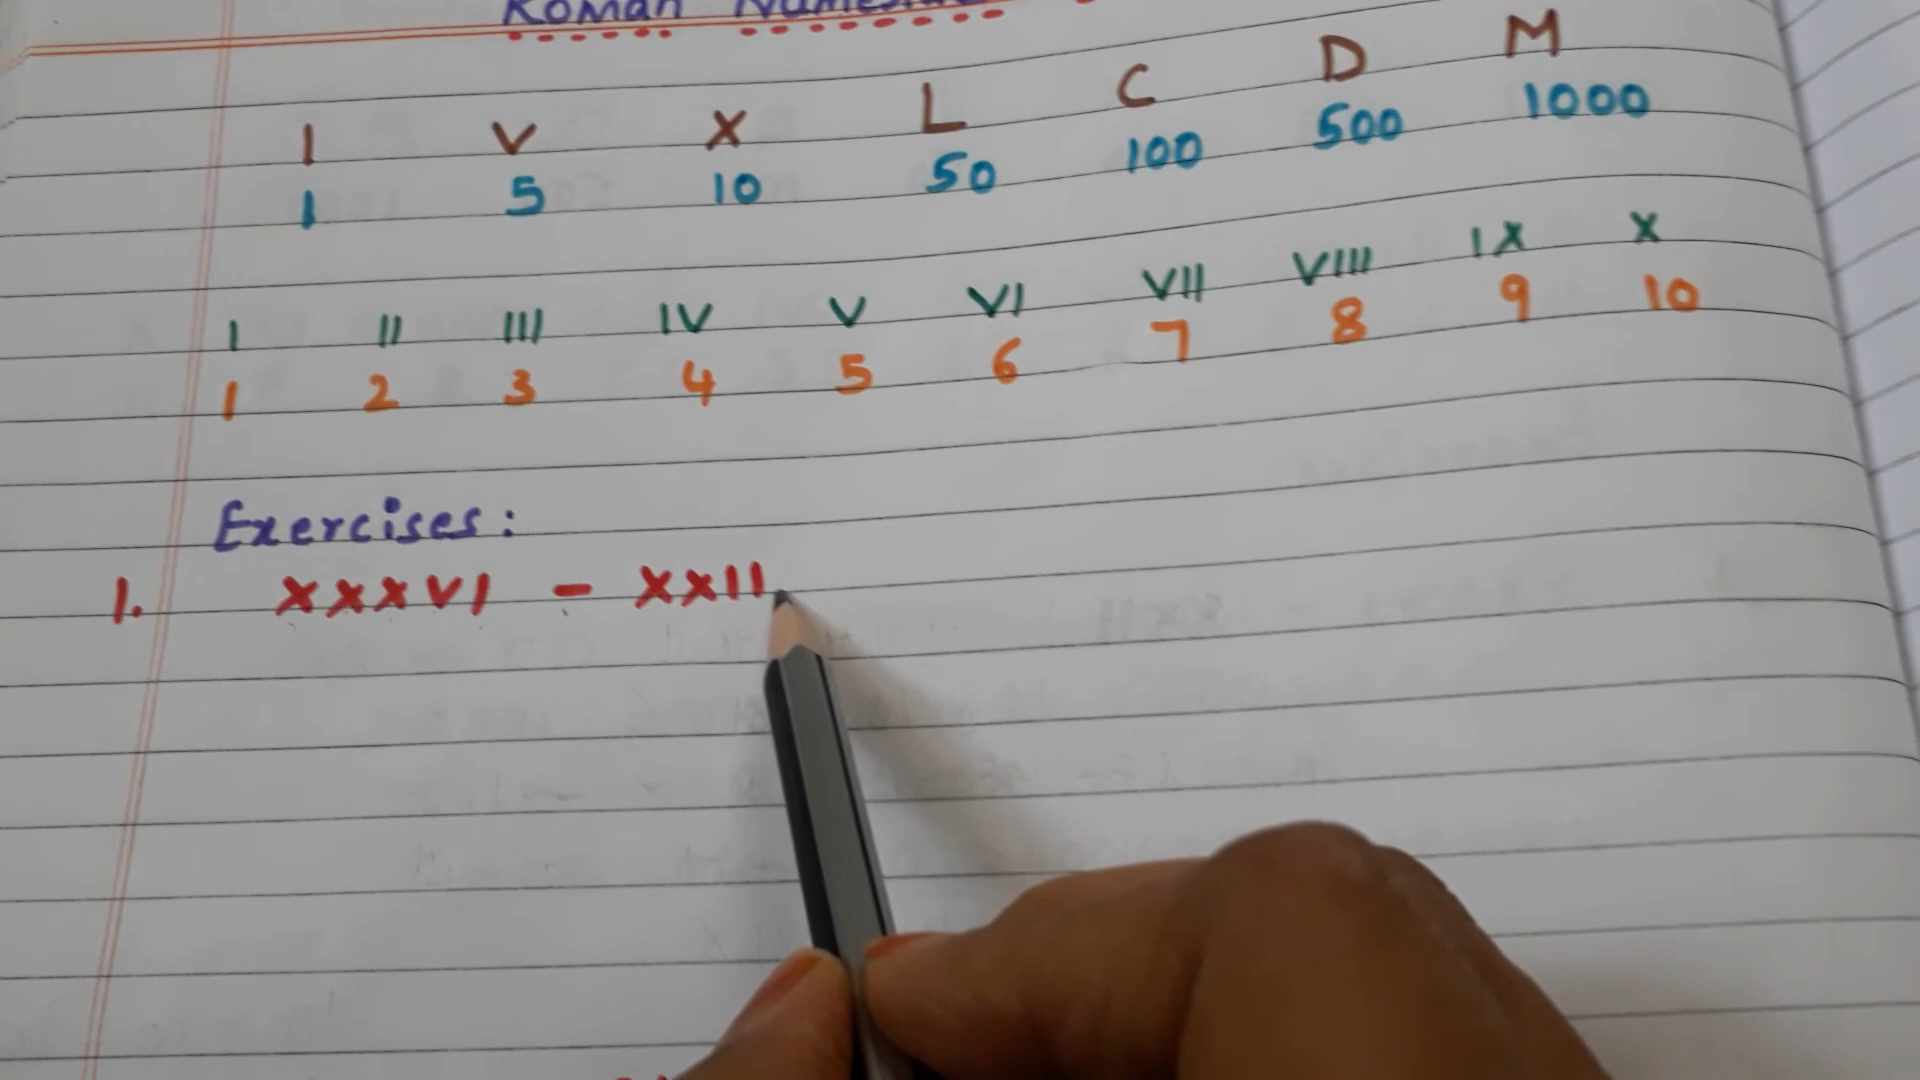 Roman
I V X L C D M
1 5 10 50 100 500 1000
I II III IV V VI VII VIII IX X
1 2 3 4 5 6 7 8 9 10
Exercises:
1. XXXVI - XXII